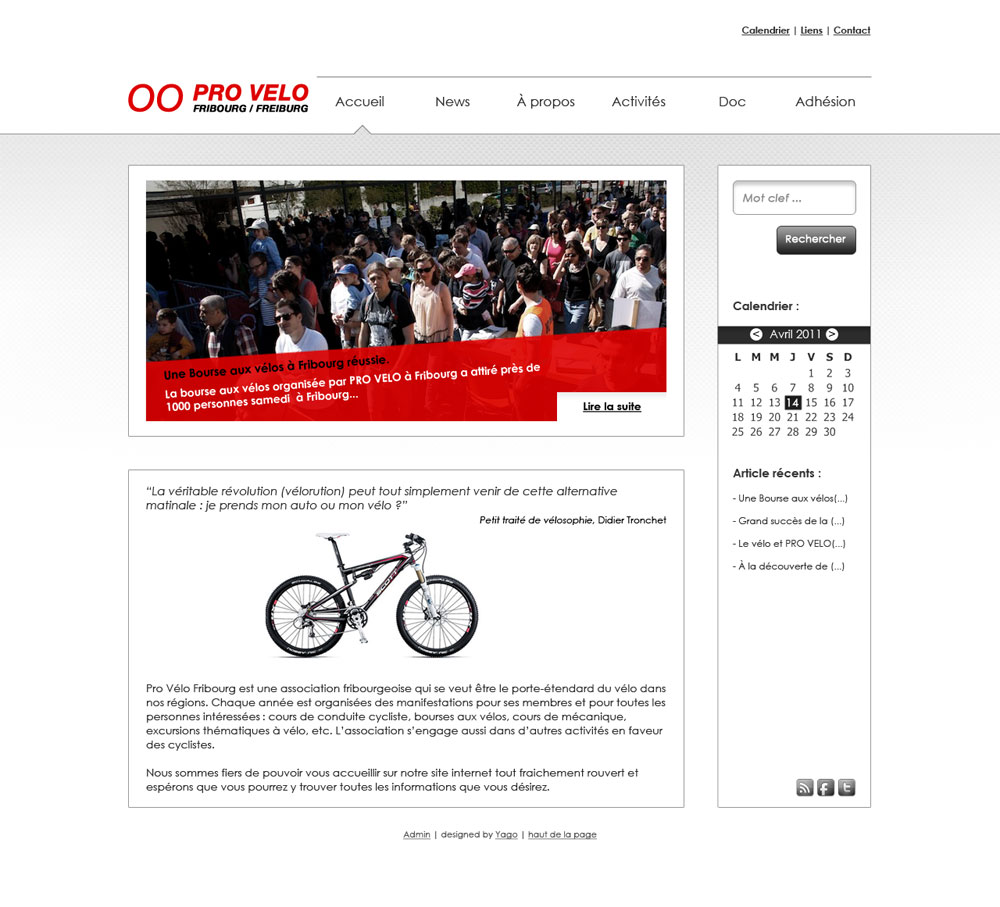 Calendrier | Liens | Contact
PRO VELO
FRIBOURG / FREIBURG
Accueil News À propos Activités Doc Adhésion
Une Bourse aux vélos à Fribourg réussie.
La bourse aux vélos organisée par PRO VELO à Fribourg a attiré près de
1000 personnes samedi à Fribourg...
Lire la suite
“La véritable révolution (vélorution) peut tout simplement venir de cette alternative
matinale : je prends mon auto ou mon vélo ?”
Petit traité de vélosophie, Didier Tronchet
SCOTT
Pro Vélo Fribourg est une association fribourgeoise qui se veut être le porte-étendard du vélo dans
nos régions. Chaque année est organisées des manifestations pour ses membres et pour toutes les
personnes intéressées : cours de conduite cycliste, bourses aux vélos, cours de mécanique,
excursions thématiques à vélo, etc. L’association s’engage aussi dans d’autres activités en faveur
des cyclistes.
Nous sommes fiers de pouvoir vous accueillir sur notre site internet tout fraichement rouvert et
espérons que vous pourrez y trouver toutes les informations que vous désirez.
Mot clef ...
Rechercher
Calendrier :
< Avril 2011 >
L M M J V S D
1 2 3
4 5 6 7 8 9 10
11 12 13 14 15 16 17
18 19 20 21 22 23 24
25 26 27 28 29 30
Article récents :
- Une Bourse aux vélos(...)
- Grand succès de la (...)
- Le vélo et PRO VELO(...)
- À la découverte de (...)
Admin | designed by Yago | haut de la page